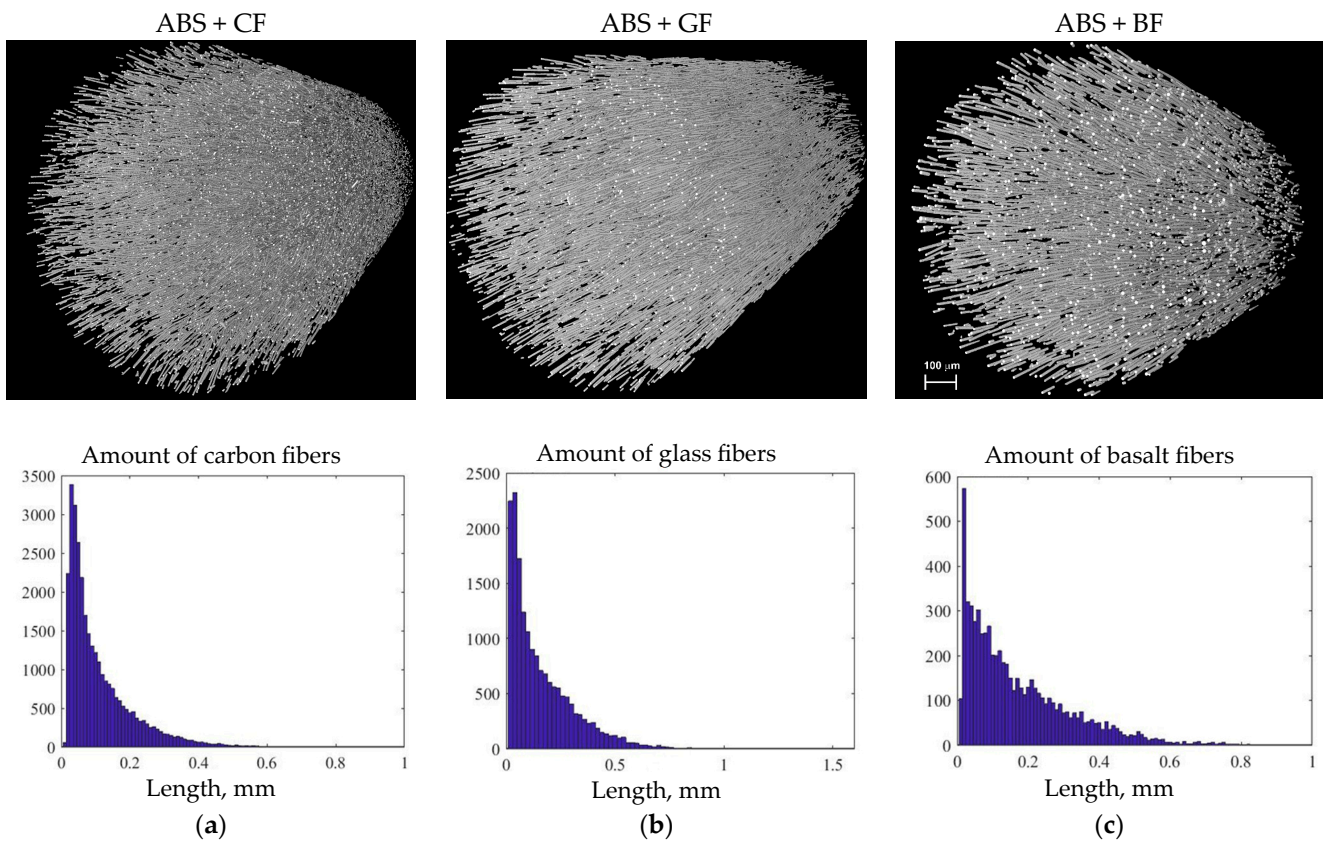 ABS + CF
ABS + GF
ABS + BF
100 µm
Amount of carbon fibers
3500
3000
2500
2000
1500
1000
500
0
0 0.2 0.4 0.6 0.8 1
Length, mm
(a)
Amount of glass fibers
2500
2000
1500
1000
500
0
0 0.5 1 1.5
Length, mm
(b)
Amount of basalt fibers
600
500
400
300
200
100
0
0 0.2 0.4 0.6 0.8 1
Length, mm
(c)